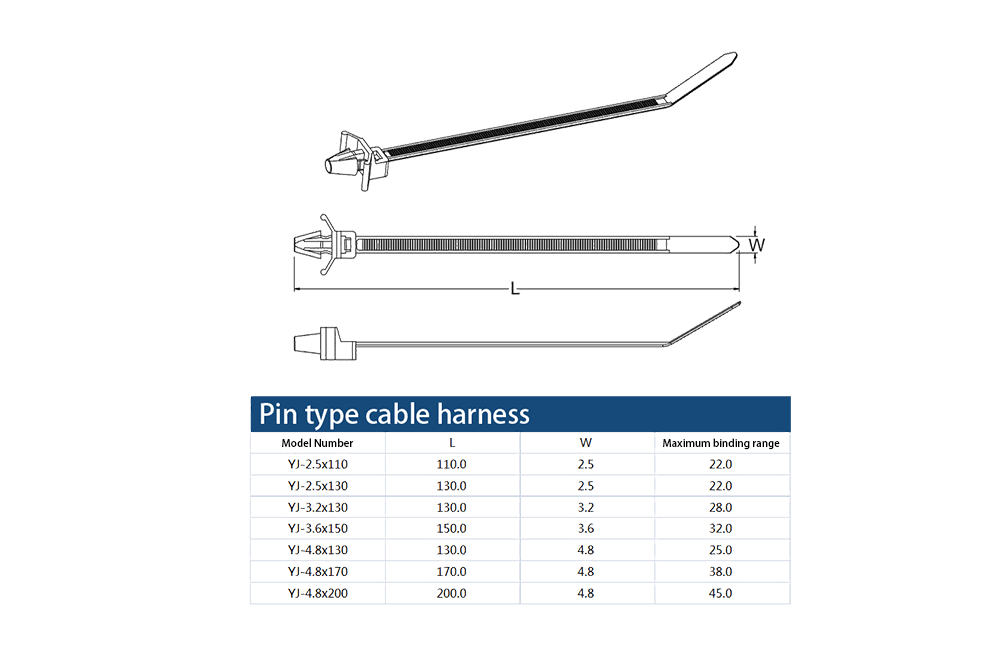 W
L
Pin type cable harness
Model Number L W Maximum binding range
YJ-2.5x110 110.0 2.5 22.0
YJ-2.5x130 130.0 2.5 22.0
YJ-3.2x130 130.0 3.2 28.0
YJ-3.6x150 150.0 3.6 32.0
YJ-4.8x130 130.0 4.8 25.0
YJ-4.8x170 170.0 4.8 38.0
YJ-4.8x200 200.0 4.8 45.0